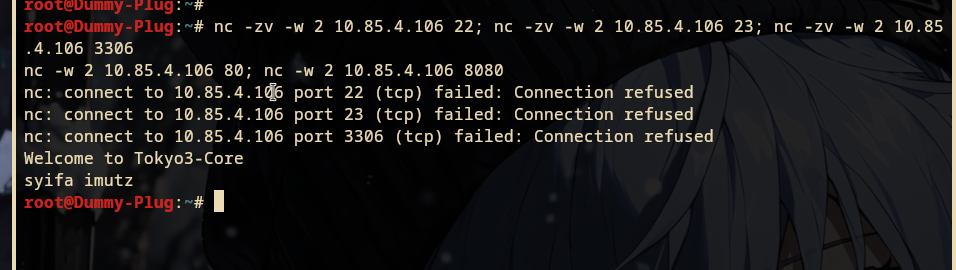 root@Dummy-Plug:~#
root@Dummy-Plug:~# nc -zv -w 2 10.85.4.106 22; nc -zv -w 2 10.85.4.106 23; nc -zv -w 2 10.85
.4.106 3306
nc -w 2 10.85.4.106 80; nc -w 2 10.85.4.106 8080
nc: connect to 10.85.4.106 port 22 (tcp) failed: Connection refused
nc: connect to 10.85.4.106 port 23 (tcp) failed: Connection refused
nc: connect to 10.85.4.106 port 3306 (tcp) failed: Connection refused
Welcome to Tokyo3-Core
syifa imutz
root@Dummy-Plug:~#